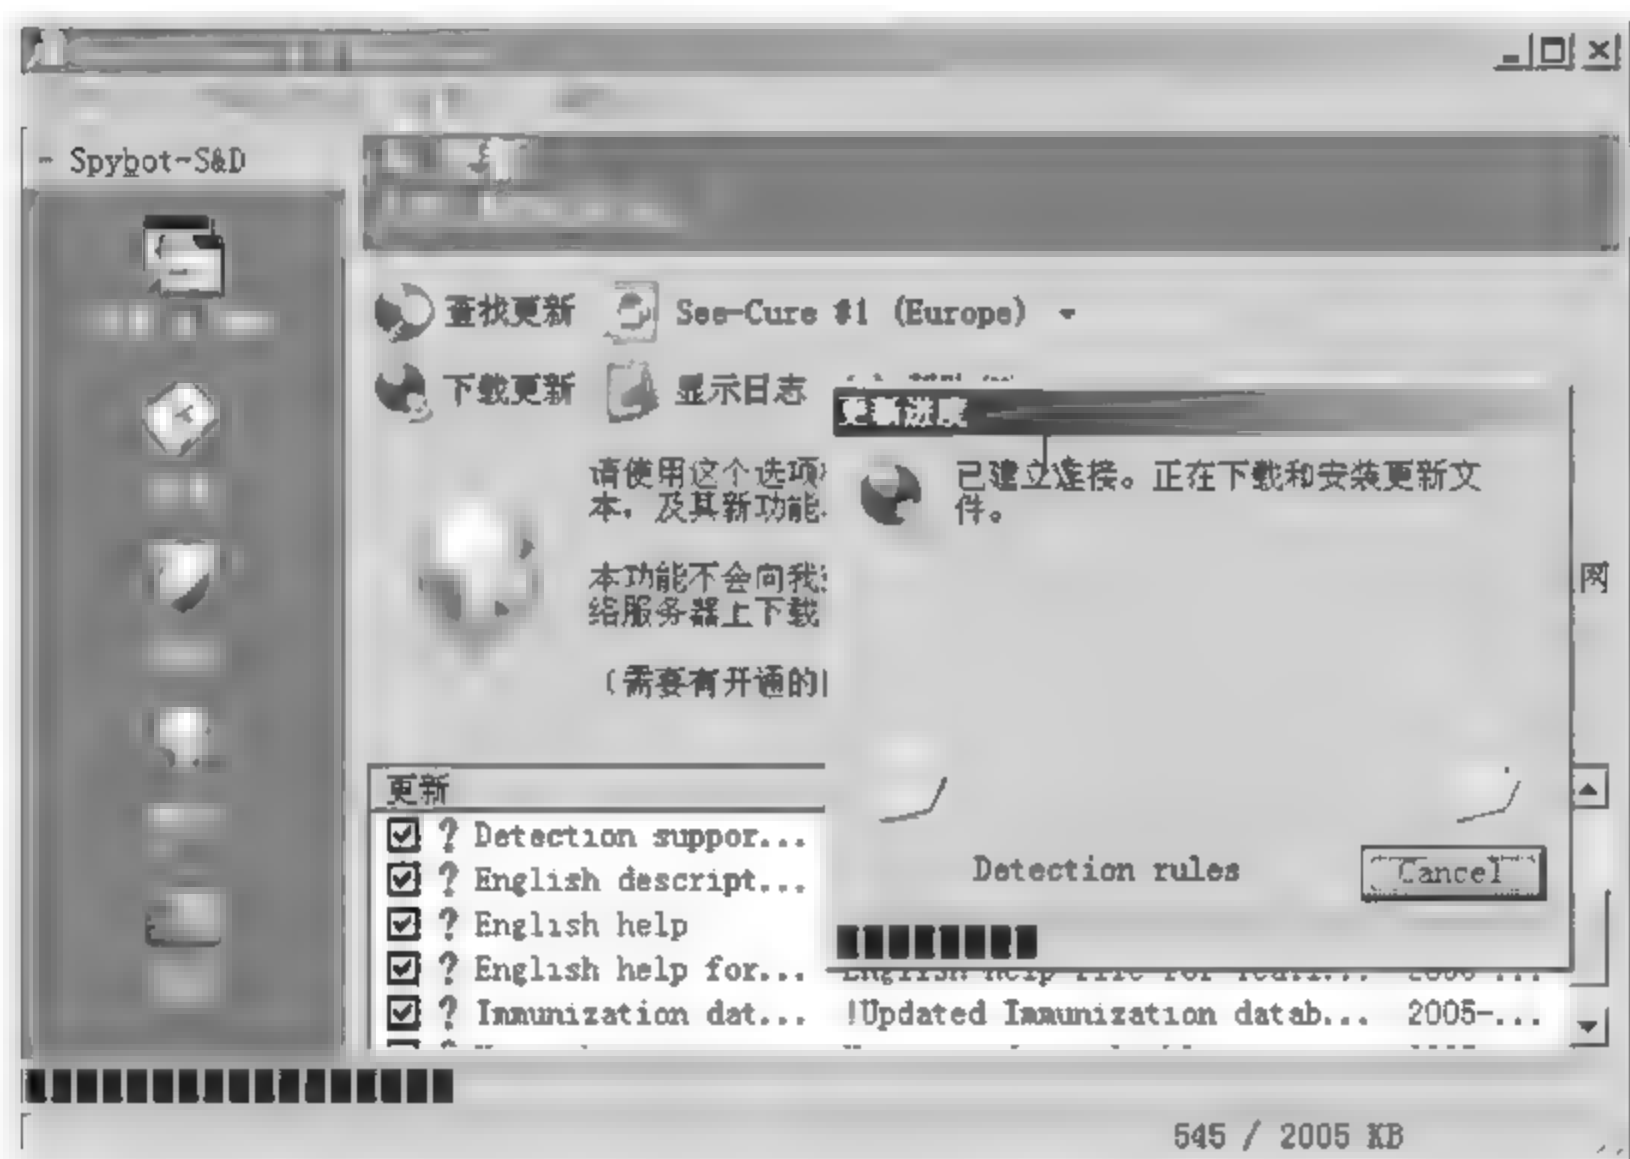 - Spybot-S&D
查找更新 See-Cure #1 (Europe)
下载更新 显示日志
更新进度
已建立连接。正在下载和安装更新文
件。
请使用这个选项
本，及其新功能
本功能不会向我
网
络服务器上下载
（需要有开通的
更新
? Detection suppor...
? English descript...
? English help
? English help for...
? Immunization dat... !Updated Immunization datab... 2005-...
Detection rules
Cancel
545 / 2005 KB